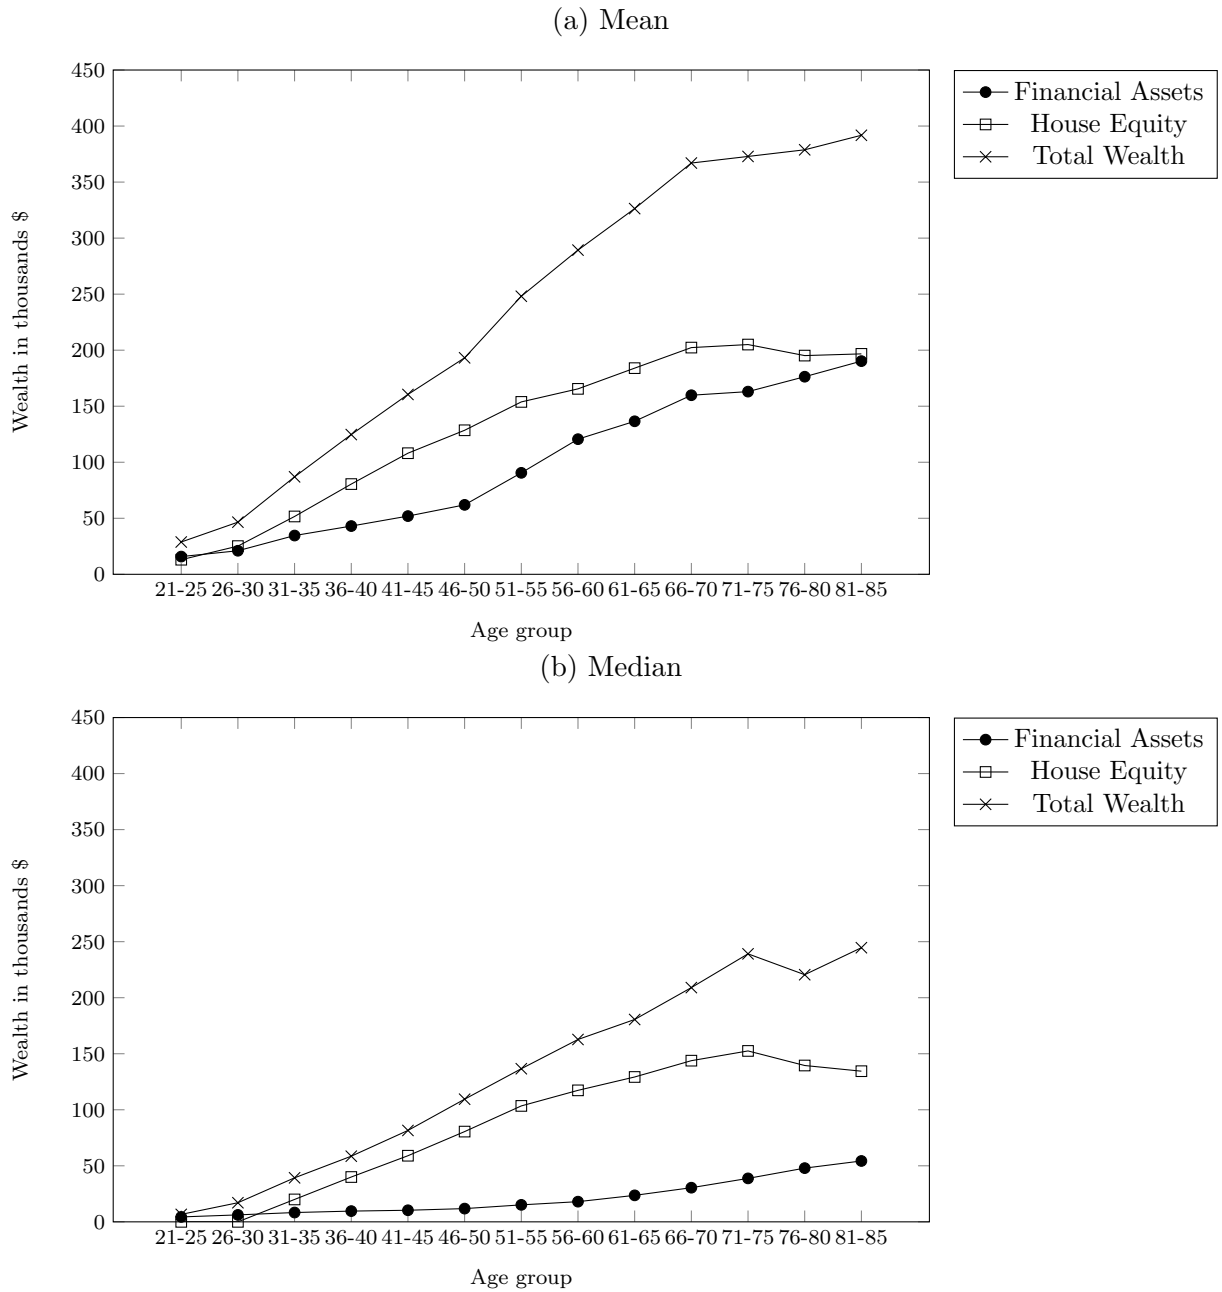 (a) Mean
450
400
350
300
250
200
150
100
50
0
Wealth in thousands $
21-25 26-30 31-35 36-40 41-45 46-50 51-55 56-60 61-65 66-70 71-75 76-80 81-85
Age group
Financial Assets
House Equity
Total Wealth
(b) Median
450
400
350
300
250
200
150
100
50
0
Wealth in thousands $
21-25 26-30 31-35 36-40 41-45 46-50 51-55 56-60 61-65 66-70 71-75 76-80 81-85
Age group
Financial Assets
House Equity
Total Wealth